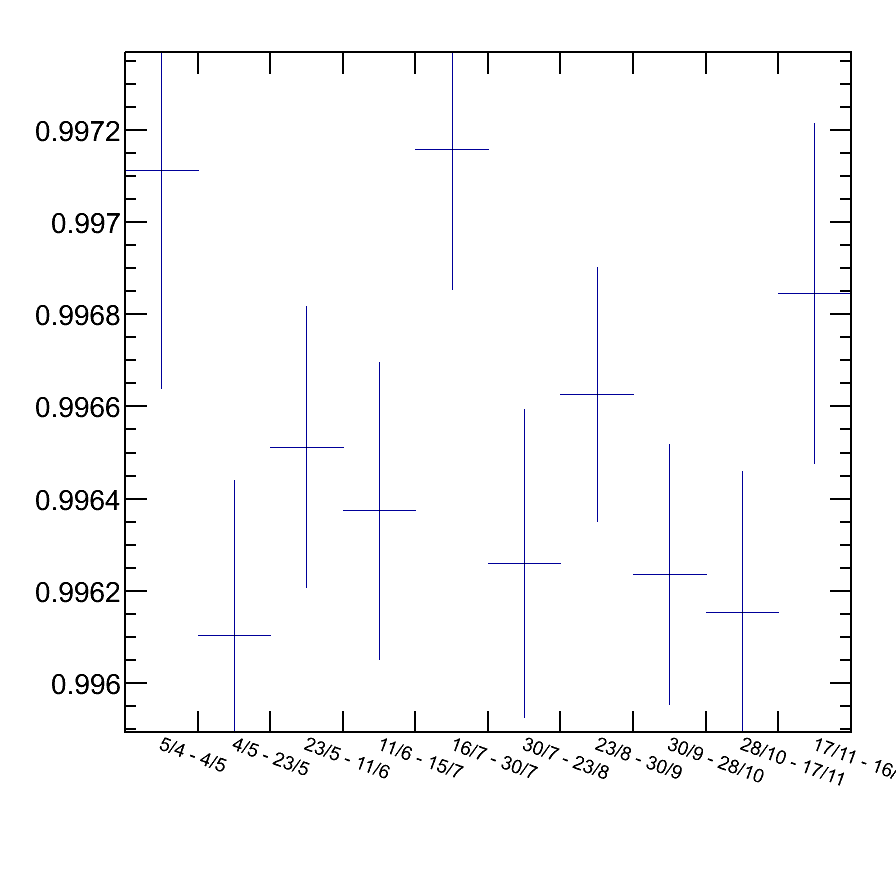 0.9972
0.997
0.9968
0.9966
0.9964
0.9962
0.996
5/4 - 4/5
4/5 - 23/5
23/5 - 11/6
11/6 - 15/7
16/7 - 30/7
30/7 - 23/8
23/8 - 30/9
30/9 - 28/10
28/10 - 17/11
17/11 - 16/